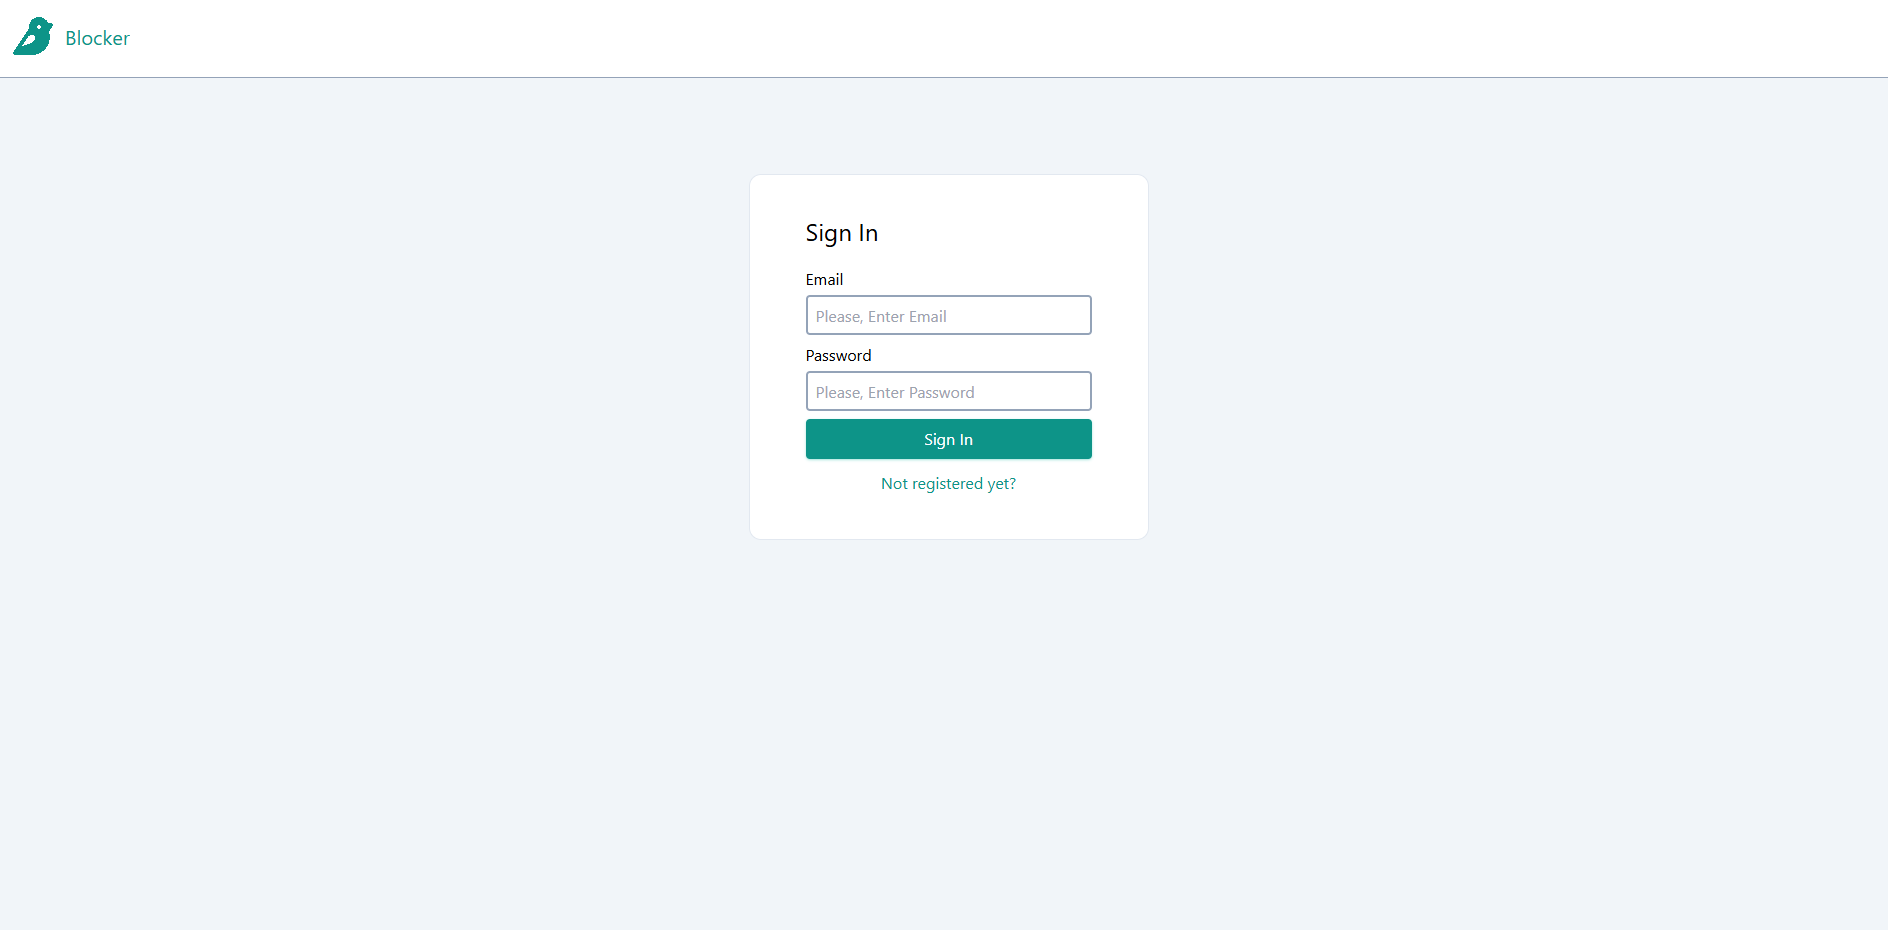 Blocker
Sign In
Email
Please, Enter Email
Password
Please, Enter Password
Sign In
Not registered yet?